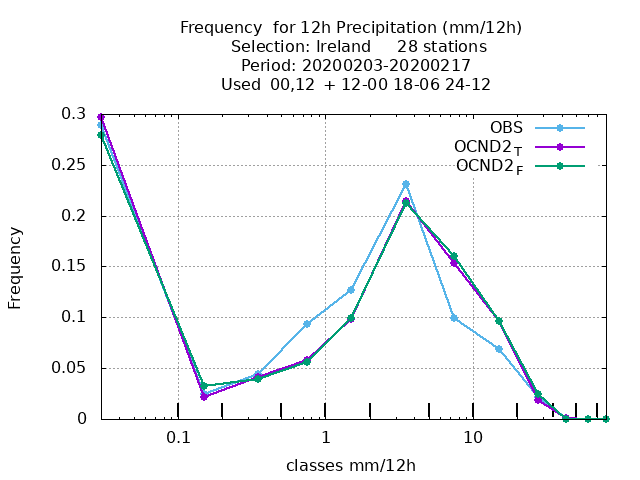 Frequency  for 12h Precipitation (mm/12h)
Selection: Ireland     28 stations
Period: 20200203-20200217
Used  00,12  + 12-00 18-06 24-12
OBS
OCND2T
OCND2F
0.3
0.25
0.2
0.15
0.1
0.05
0
Frequency
0.1 1 10
classes mm/12h